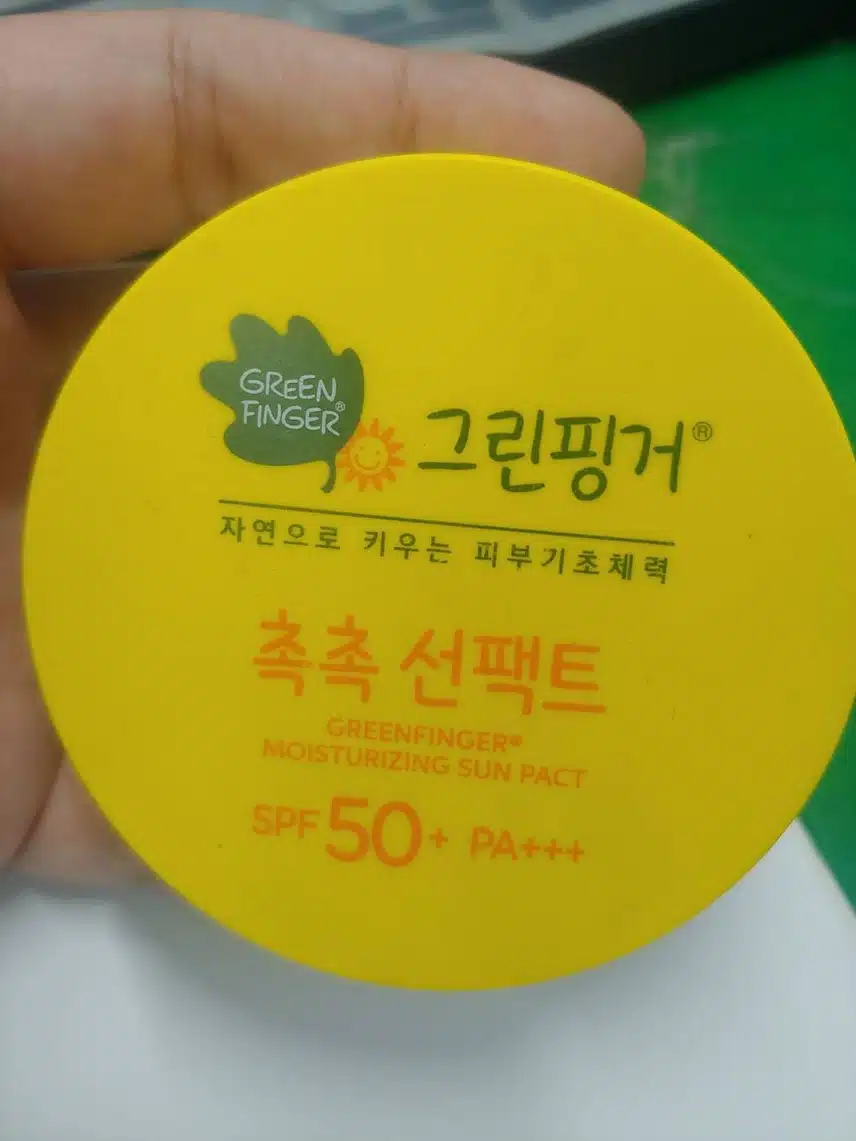 GREEN
FINGER®
그린핑거®
자연으로 키우는 피부기초체력
촉촉 선팩트
GREENFINGER®
MOISTURIZING SUN PACT
SPF 50+ PA+++